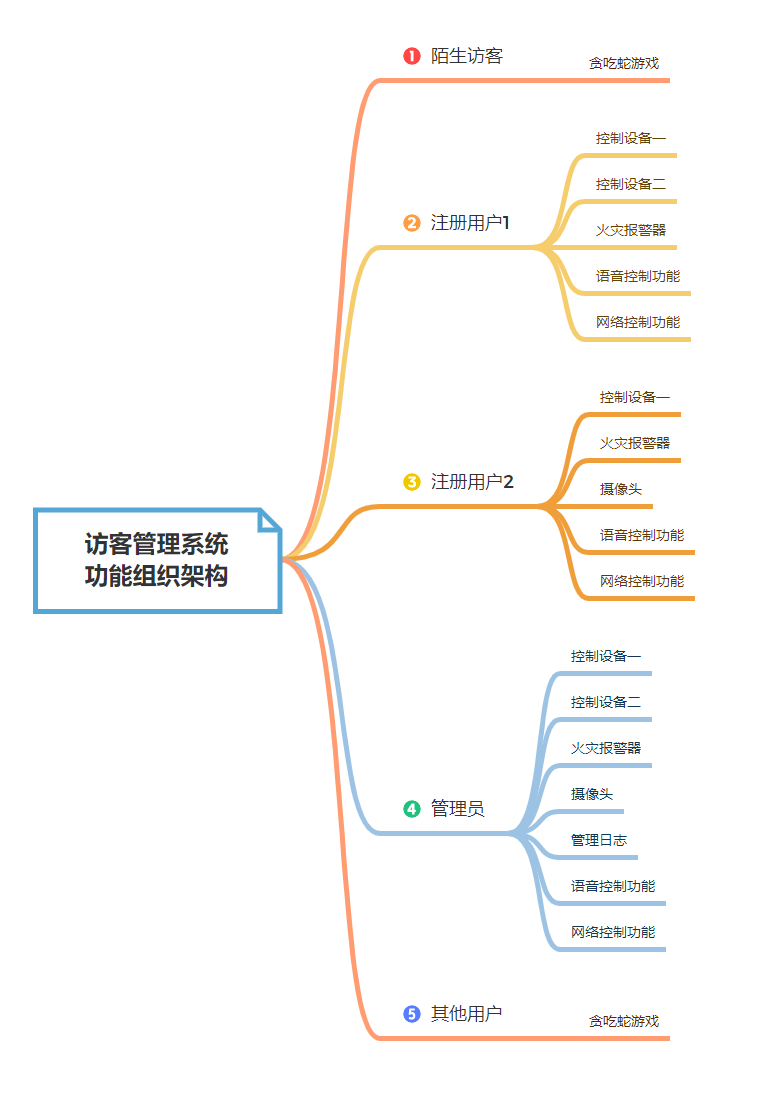 1 陌生访客
贪吃蛇游戏
控制设备一
控制设备二
2 注册用户1
火灾报警器
语音控制功能
网络控制功能
控制设备一
火灾报警器
3 注册用户2
摄像头
语音控制功能
网络控制功能
访客管理系统
功能组织架构
控制设备一
控制设备二
火灾报警器
摄像头
4 管理员
管理日志
语音控制功能
网络控制功能
5 其他用户
贪吃蛇游戏